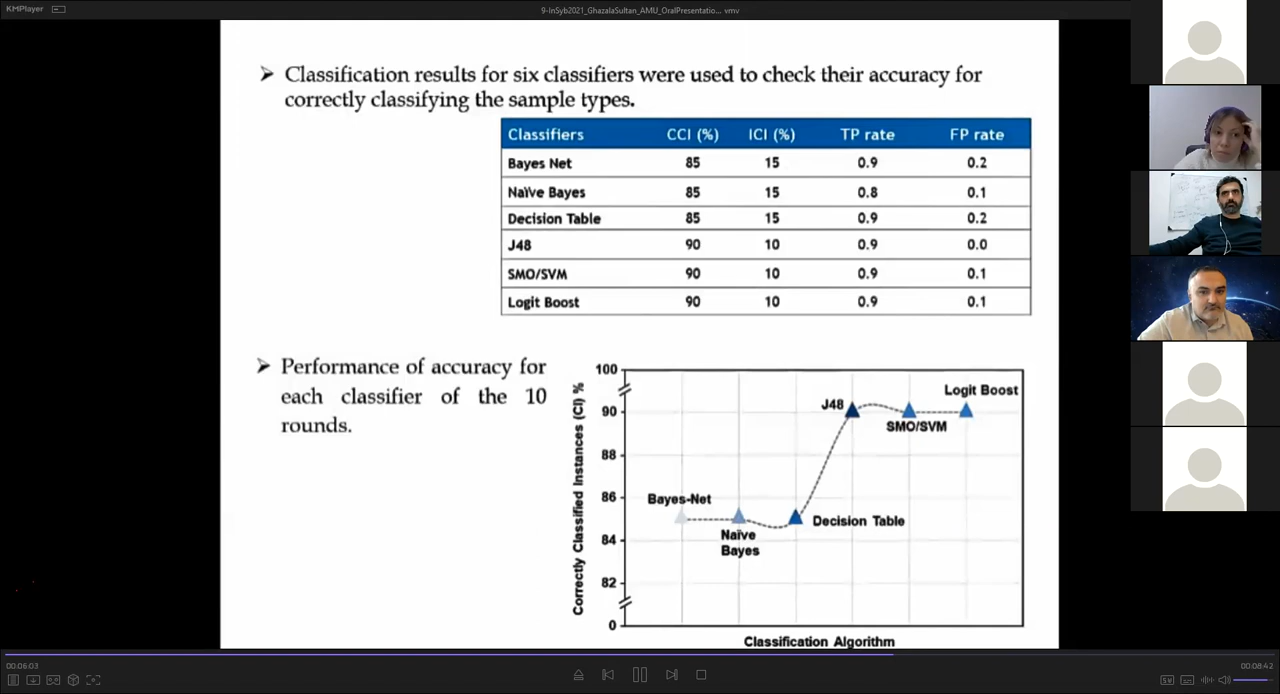 KMPlayer
9-InSyb2021_GhazalaSultan_AMU_OralPresentatio... vmv
➢ Classification results for six classifiers were used to check their accuracy for
correctly classifying the sample types.
Classifiers CCI (%) ICI (%) TP rate FP rate
Bayes Net 85 15 0.9 0.2
Naïve Bayes 85 15 0.8 0.1
Decision Table 85 15 0.9 0.2
J48 90 10 0.9 0.0
SMO/SVM 90 10 0.9 0.1
Logit Boost 90 10 0.9 0.1
➢ Performance of accuracy for
each classifier of the 10
rounds.
Correctly Classified Instances (CI) %
100
90
88
86
84
82
0
Bayes-Net
Naïve
Bayes
Decision Table
J48
SMO/SVM
Logit Boost
Classification Algorithm
00:06:03
00:08:42
SW